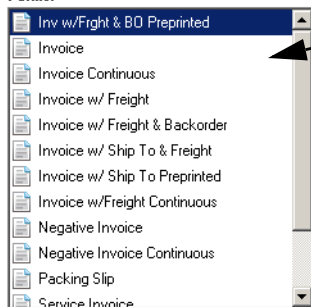 Inv w/Frght & BO Preprinted
Invoice
Invoice Continuous
Invoice w/ Freight
Invoice w/ Freight & Backorder
Invoice w/ Ship To & Freight
Invoice w/ Ship To Preprinted
Invoice w/Freight Continuous
Negative Invoice
Negative Invoice Continuous
Packing Slip
Service Invoice